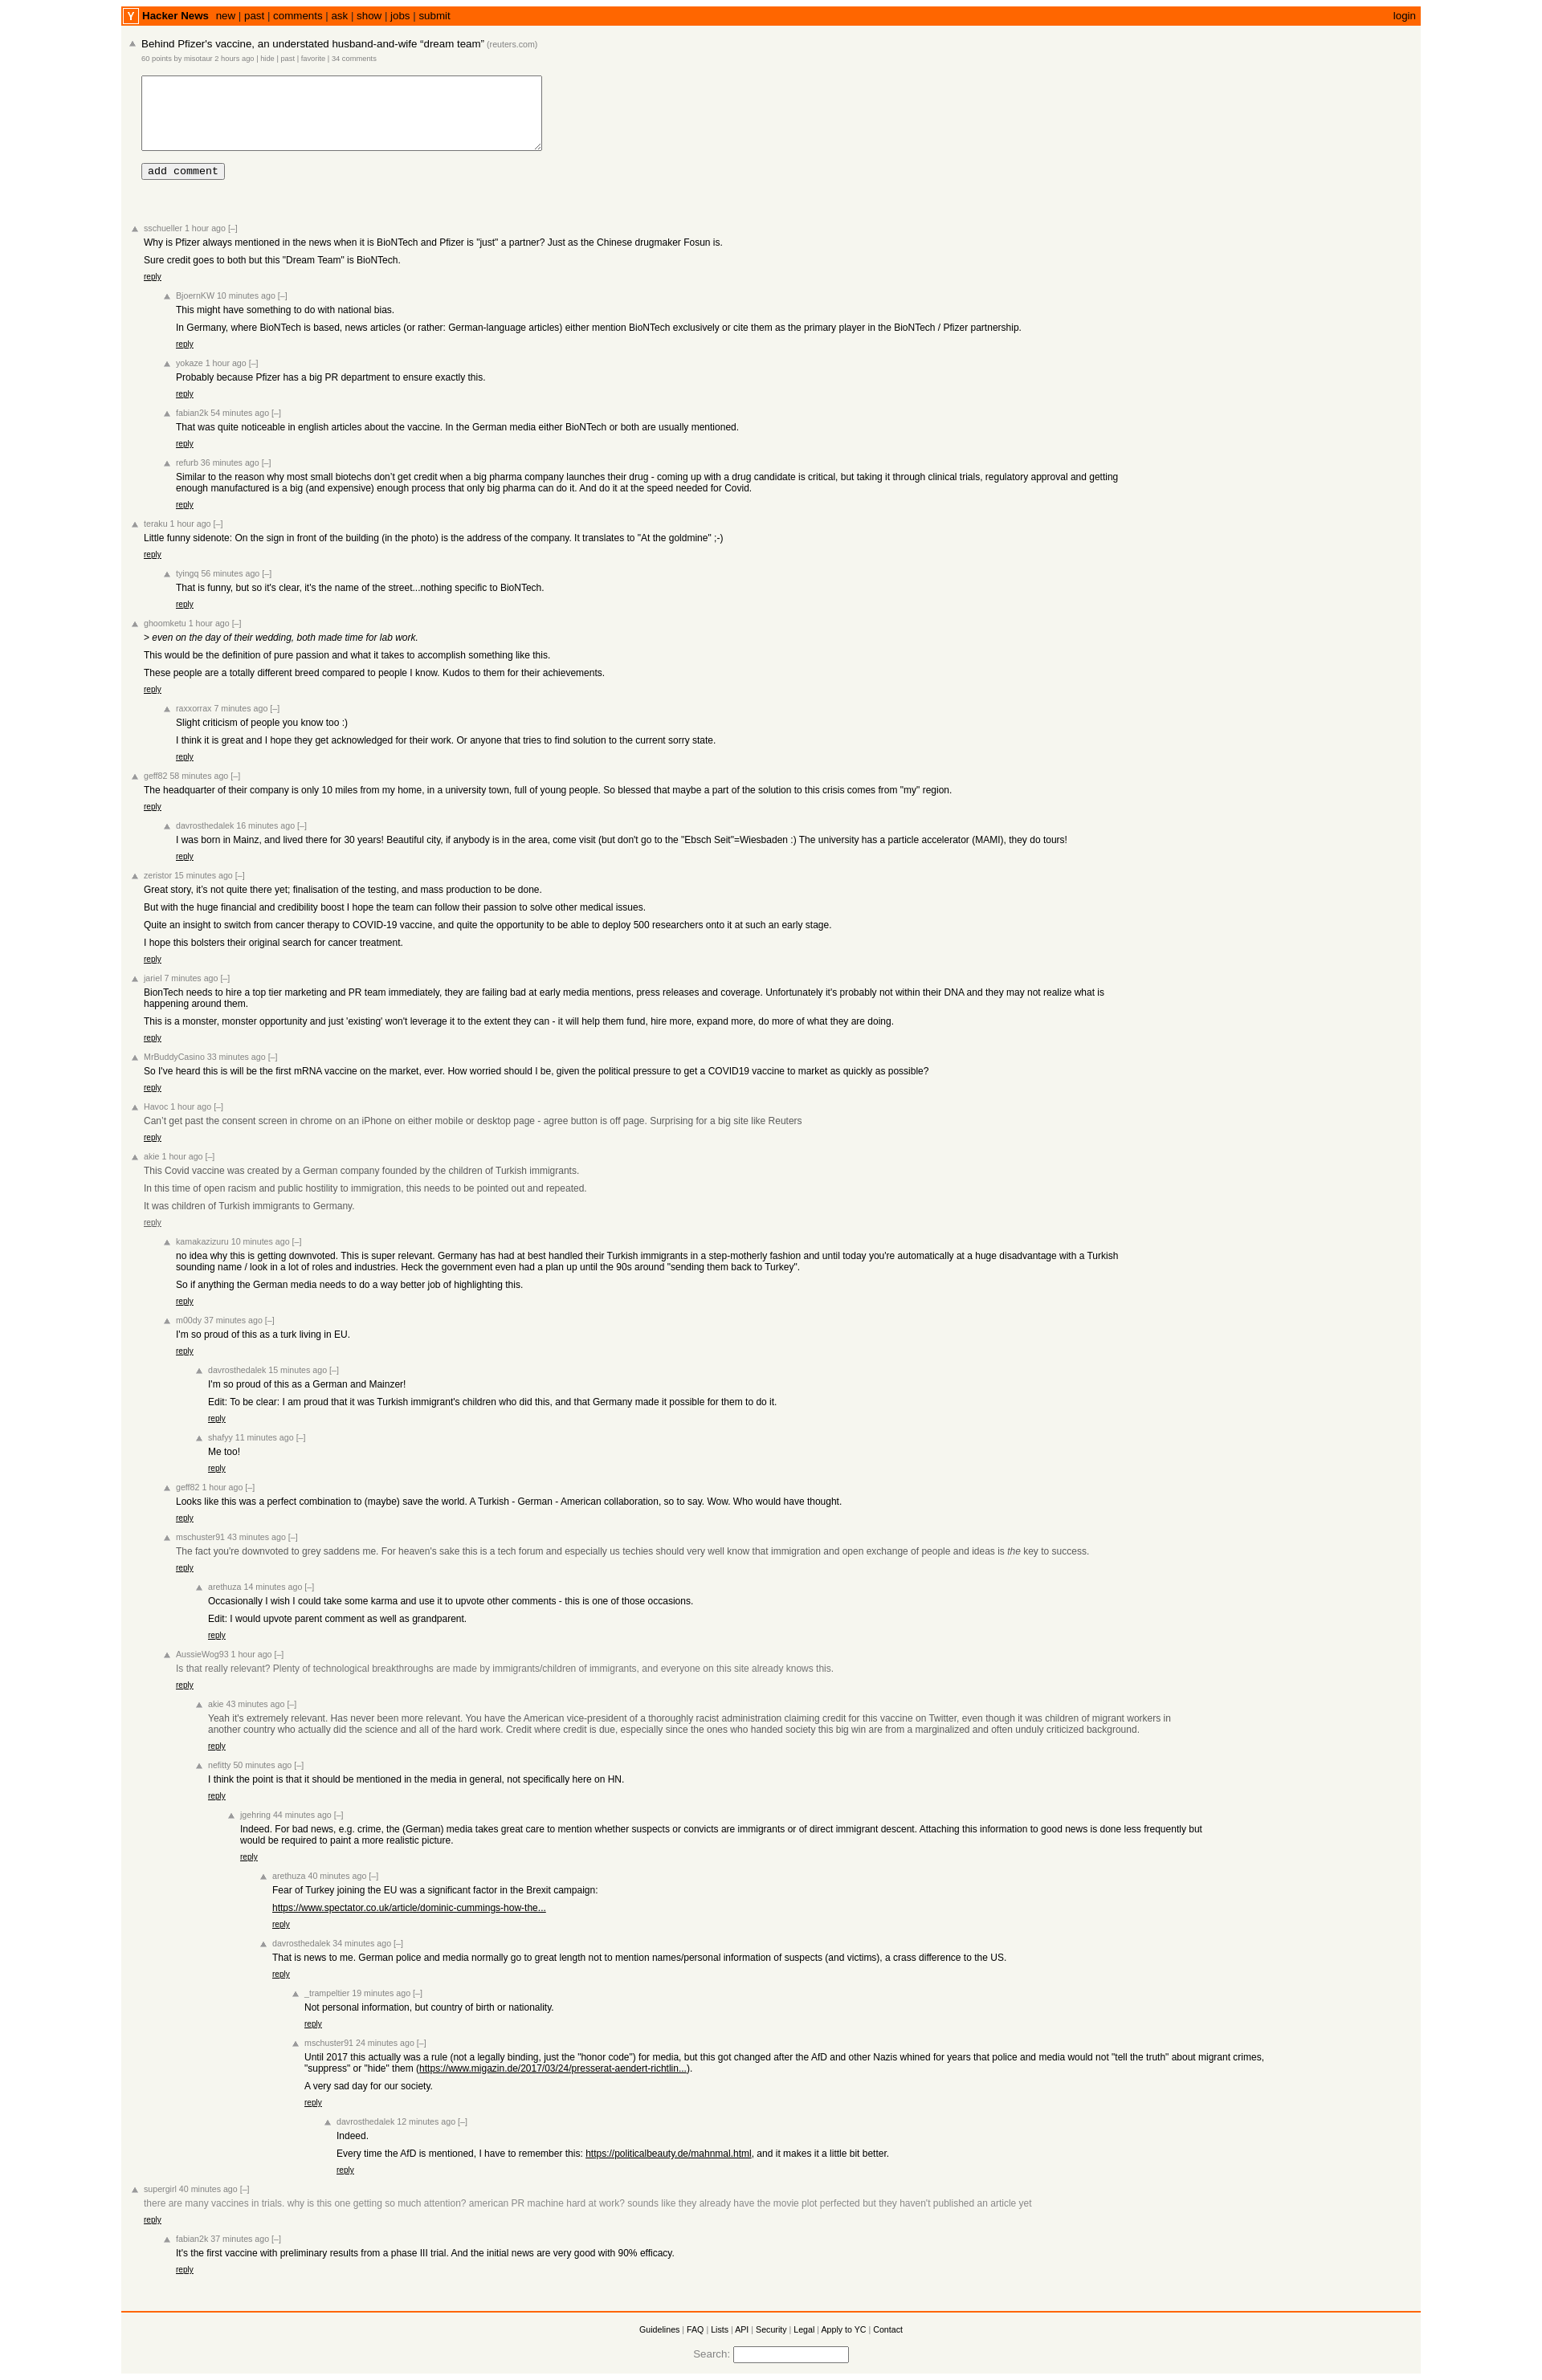 Y Hacker News new | past | comments | ask | show | jobs | submit login
Behind Pfizer's vaccine, an understated husband-and-wife “dream team” (reuters.com)
60 points by misotaur 2 hours ago | hide | past | favorite | 34 comments
add comment
sschueller 1 hour ago [–]
Why is Pfizer always mentioned in the news when it is BioNTech and Pfizer is "just" a partner? Just as the Chinese drugmaker Fosun is.
Sure credit goes to both but this "Dream Team" is BioNTech.
reply
BjoernKW 10 minutes ago [–]
This might have something to do with national bias.
In Germany, where BioNTech is based, news articles (or rather: German-language articles) either mention BioNTech exclusively or cite them as the primary player in the BioNTech / Pfizer partnership.
reply
yokaze 1 hour ago [–]
Probably because Pfizer has a big PR department to ensure exactly this.
reply
fabian2k 54 minutes ago [–]
That was quite noticeable in english articles about the vaccine. In the German media either BioNTech or both are usually mentioned.
reply
refurb 36 minutes ago [–]
Similar to the reason why most small biotechs don’t get credit when a big pharma company launches their drug - coming up with a drug candidate is critical, but taking it through clinical trials, regulatory approval and getting
enough manufactured is a big (and expensive) enough process that only big pharma can do it. And do it at the speed needed for Covid.
reply
teraku 1 hour ago [–]
Little funny sidenote: On the sign in front of the building (in the photo) is the address of the company. It translates to "At the goldmine" ;-)
reply
tyingq 56 minutes ago [–]
That is funny, but so it's clear, it's the name of the street...nothing specific to BioNTech.
reply
ghoomketu 1 hour ago [–]
> even on the day of their wedding, both made time for lab work.
This would be the definition of pure passion and what it takes to accomplish something like this.
These people are a totally different breed compared to people I know. Kudos to them for their achievements.
reply
raxxorrax 7 minutes ago [–]
Slight criticism of people you know too :)
I think it is great and I hope they get acknowledged for their work. Or anyone that tries to find solution to the current sorry state.
reply
geff82 58 minutes ago [–]
The headquarter of their company is only 10 miles from my home, in a university town, full of young people. So blessed that maybe a part of the solution to this crisis comes from "my" region.
reply
davrosthedalek 16 minutes ago [–]
I was born in Mainz, and lived there for 30 years! Beautiful city, if anybody is in the area, come visit (but don't go to the "Ebsch Seit"=Wiesbaden :) The university has a particle accelerator (MAMI), they do tours!
reply
zeristor 15 minutes ago [–]
Great story, it’s not quite there yet; finalisation of the testing, and mass production to be done.
But with the huge financial and credibility boost I hope the team can follow their passion to solve other medical issues.
Quite an insight to switch from cancer therapy to COVID-19 vaccine, and quite the opportunity to be able to deploy 500 researchers onto it at such an early stage.
I hope this bolsters their original search for cancer treatment.
reply
jariel 7 minutes ago [–]
BionTech needs to hire a top tier marketing and PR team immediately, they are failing bad at early media mentions, press releases and coverage. Unfortunately it's probably not within their DNA and they may not realize what is
happening around them.
This is a monster, monster opportunity and just 'existing' won't leverage it to the extent they can - it will help them fund, hire more, expand more, do more of what they are doing.
reply
MrBuddyCasino 33 minutes ago [–]
So I've heard this is will be the first mRNA vaccine on the market, ever. How worried should I be, given the political pressure to get a COVID19 vaccine to market as quickly as possible?
reply
Havoc 1 hour ago [–]
Can’t get past the consent screen in chrome on an iPhone on either mobile or desktop page - agree button is off page. Surprising for a big site like Reuters
reply
akie 1 hour ago [–]
This Covid vaccine was created by a German company founded by the children of Turkish immigrants.
In this time of open racism and public hostility to immigration, this needs to be pointed out and repeated.
It was children of Turkish immigrants to Germany.
reply
kamakazizuru 10 minutes ago [–]
no idea why this is getting downvoted. This is super relevant. Germany has had at best handled their Turkish immigrants in a step-motherly fashion and until today you're automatically at a huge disadvantage with a Turkish
sounding name / look in a lot of roles and industries. Heck the government even had a plan up until the 90s around "sending them back to Turkey".
So if anything the German media needs to do a way better job of highlighting this.
reply
m00dy 37 minutes ago [–]
I'm so proud of this as a turk living in EU.
reply
davrosthedalek 15 minutes ago [–]
I'm so proud of this as a German and Mainzer!
Edit: To be clear: I am proud that it was Turkish immigrant's children who did this, and that Germany made it possible for them to do it.
reply
shafyy 11 minutes ago [–]
Me too!
reply
geff82 1 hour ago [–]
Looks like this was a perfect combination to (maybe) save the world. A Turkish - German - American collaboration, so to say. Wow. Who would have thought.
reply
mschuster91 43 minutes ago [–]
The fact you're downvoted to grey saddens me. For heaven's sake this is a tech forum and especially us techies should very well know that immigration and open exchange of people and ideas is the key to success.
reply
arethuza 14 minutes ago [–]
Occasionally I wish I could take some karma and use it to upvote other comments - this is one of those occasions.
Edit: I would upvote parent comment as well as grandparent.
reply
AussieWog93 1 hour ago [–]
Is that really relevant? Plenty of technological breakthroughs are made by immigrants/children of immigrants, and everyone on this site already knows this.
reply
akie 43 minutes ago [–]
Yeah it's extremely relevant. Has never been more relevant. You have the American vice-president of a thoroughly racist administration claiming credit for this vaccine on Twitter, even though it was children of migrant workers in
another country who actually did the science and all of the hard work. Credit where credit is due, especially since the ones who handed society this big win are from a marginalized and often unduly criticized background.
reply
nefitty 50 minutes ago [–]
I think the point is that it should be mentioned in the media in general, not specifically here on HN.
reply
jgehring 44 minutes ago [–]
Indeed. For bad news, e.g. crime, the (German) media takes great care to mention whether suspects or convicts are immigrants or of direct immigrant descent. Attaching this information to good news is done less frequently but
would be required to paint a more realistic picture.
reply
arethuza 40 minutes ago [–]
Fear of Turkey joining the EU was a significant factor in the Brexit campaign:
https://www.spectator.co.uk/article/dominic-cummings-how-the...
reply
davrosthedalek 34 minutes ago [–]
That is news to me. German police and media normally go to great length not to mention names/personal information of suspects (and victims), a crass difference to the US.
reply
_trampeltier 19 minutes ago [–]
Not personal information, but country of birth or nationality.
reply
mschuster91 24 minutes ago [–]
Until 2017 this actually was a rule (not a legally binding, just the "honor code") for media, but this got changed after the AfD and other Nazis whined for years that police and media would not "tell the truth" about migrant crimes,
"suppress" or "hide" them (https://www.migazin.de/2017/03/24/presserat-aendert-richtlin...).
A very sad day for our society.
reply
davrosthedalek 12 minutes ago [–]
Indeed.
Every time the AfD is mentioned, I have to remember this: https://politicalbeauty.de/mahnmal.html, and it makes it a little bit better.
reply
supergirl 40 minutes ago [–]
there are many vaccines in trials. why is this one getting so much attention? american PR machine hard at work? sounds like they already have the movie plot perfected but they haven't published an article yet
reply
fabian2k 37 minutes ago [–]
It's the first vaccine with preliminary results from a phase III trial. And the initial news are very good with 90% efficacy.
reply
Guidelines | FAQ | Lists | API | Security | Legal | Apply to YC | Contact
Search: